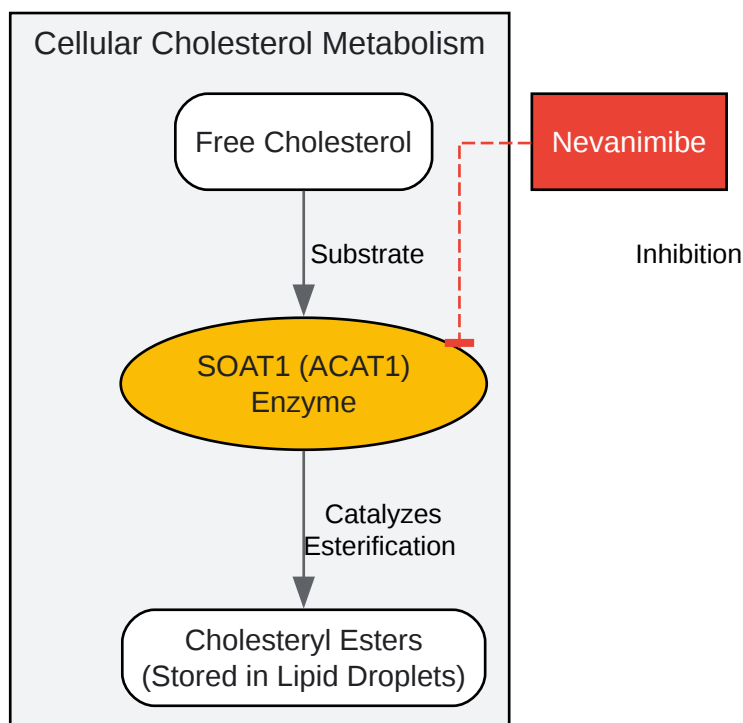 Cellular Cholesterol Metabolism
Free Cholesterol
Nevanimibe
Substrate
Inhibition
SOAT1 (ACAT1)
Enzyme
Catalyzes
Esterification
Cholesteryl Esters
(Stored in Lipid Droplets)